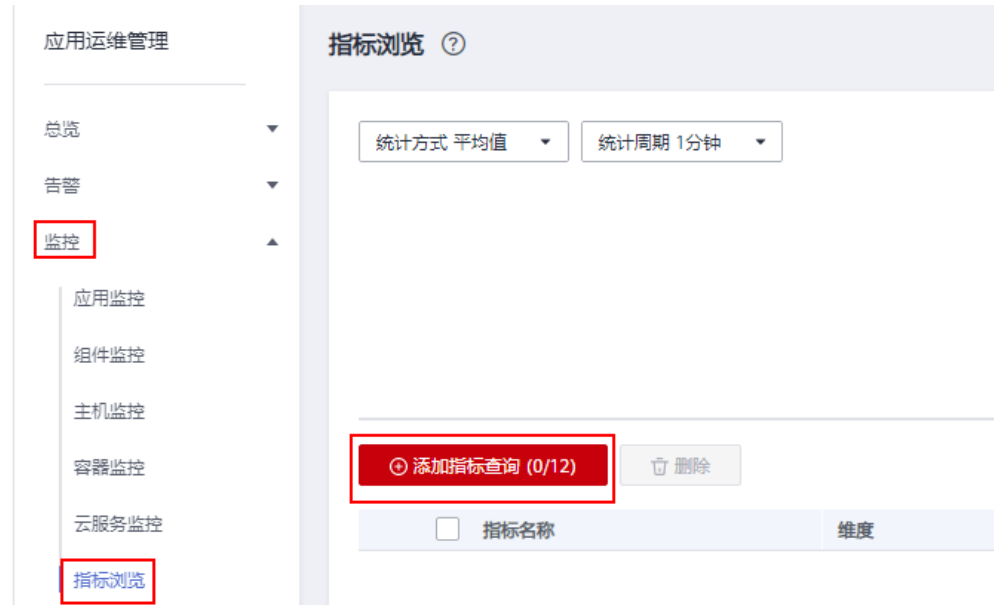 应用运维管理
总览
告警
监控
应用监控
组件监控
主机监控
容器监控
云服务监控
指标浏览
指标浏览 ?
统计方式 平均值
统计周期 1分钟
添加指标查询 (0/12)
删除
指标名称
维度